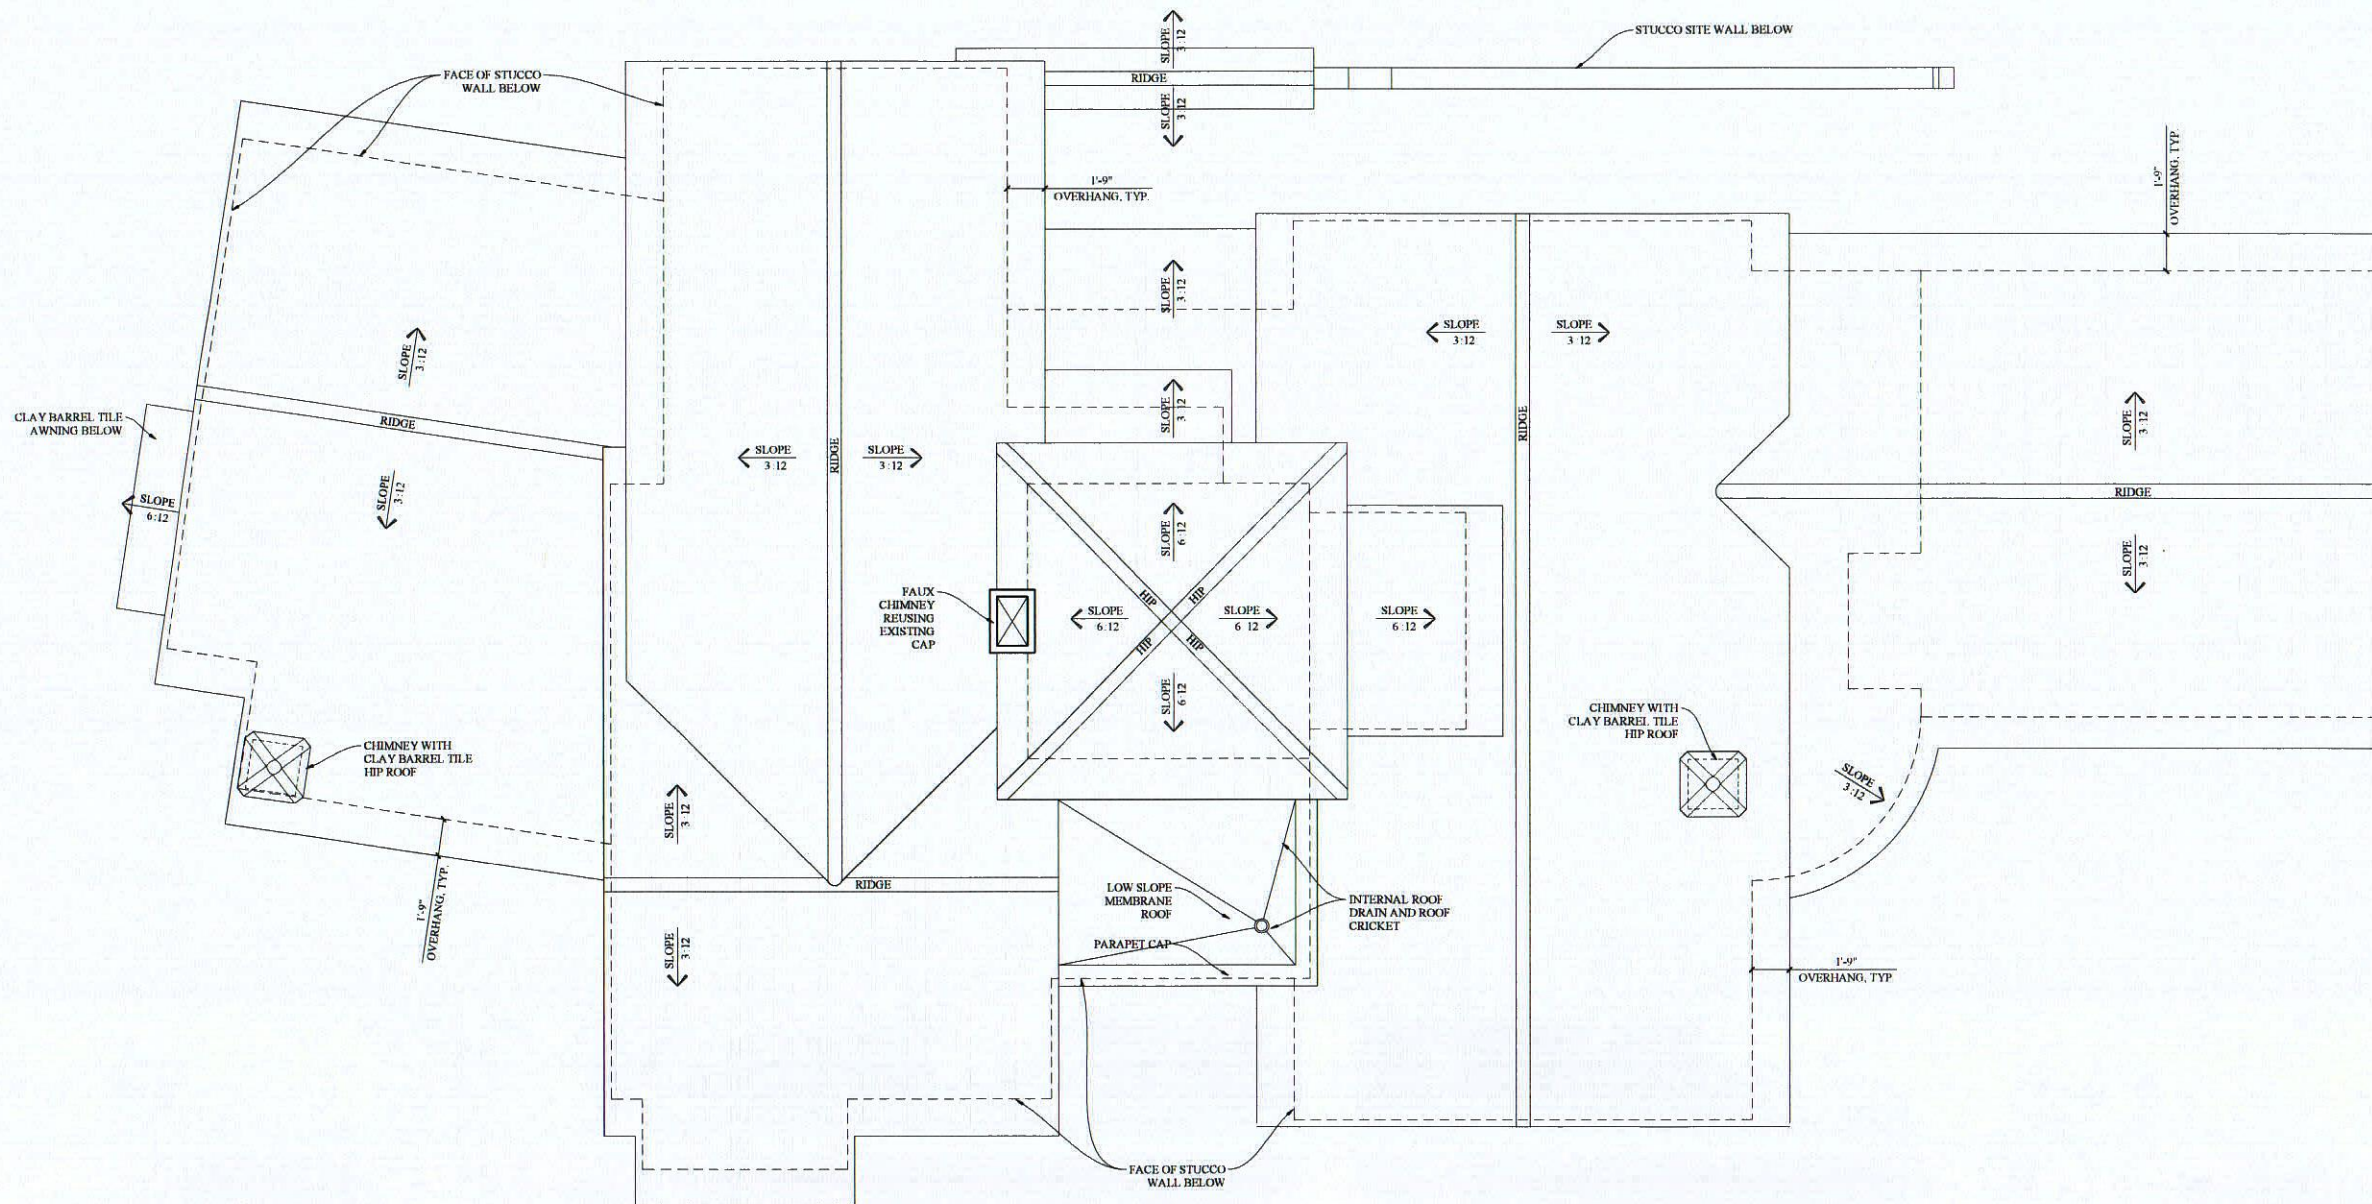 SLOPE
3:12
STUCCO SITE WALL BELOW
FACE OF STUCCO
WALL BELOW
RIDGE
SLOPE
3:12
1'-9"
OVERHANG, TYP.
1'-9"
OVERHANG, TYP.
SLOPE
3:12
SLOPE
3:12
SLOPE
3:12
SLOPE
3:12
SLOPE
3:12
CLAY BARREL TILE
AWNING BELOW
RIDGE
RIDGE
RIDGE
SLOPE
3:12
SLOPE
3:12
SLOPE
3:12
SLOPE
3:12
SLOPE
3:12
RIDGE
SLOPE
6:12
SLOPE
6:12
SLOPE
3:12
FAUX
CHIMNEY
REUSING
EXISTING
CAP
HIP
HIP
SLOPE
6:12
SLOPE
6 12
SLOPE
6:12
HIP
HIP
SLOPE
6:12
CHIMNEY WITH
CLAY BARREL TILE
HIP ROOF
CHIMNEY WITH
CLAY BARREL TILE
HIP ROOF
SLOPE
3:12
SLOPE
3:12
1'-9"
OVERHANG, TYP.
RIDGE
LOW SLOPE
MEMBRANE
ROOF
INTERNAL ROOF
DRAIN AND ROOF
CRICKET
PARAPET CAP
SLOPE
3:12
1'-9"
OVERHANG, TYP
FACE OF STUCCO
WALL BELOW